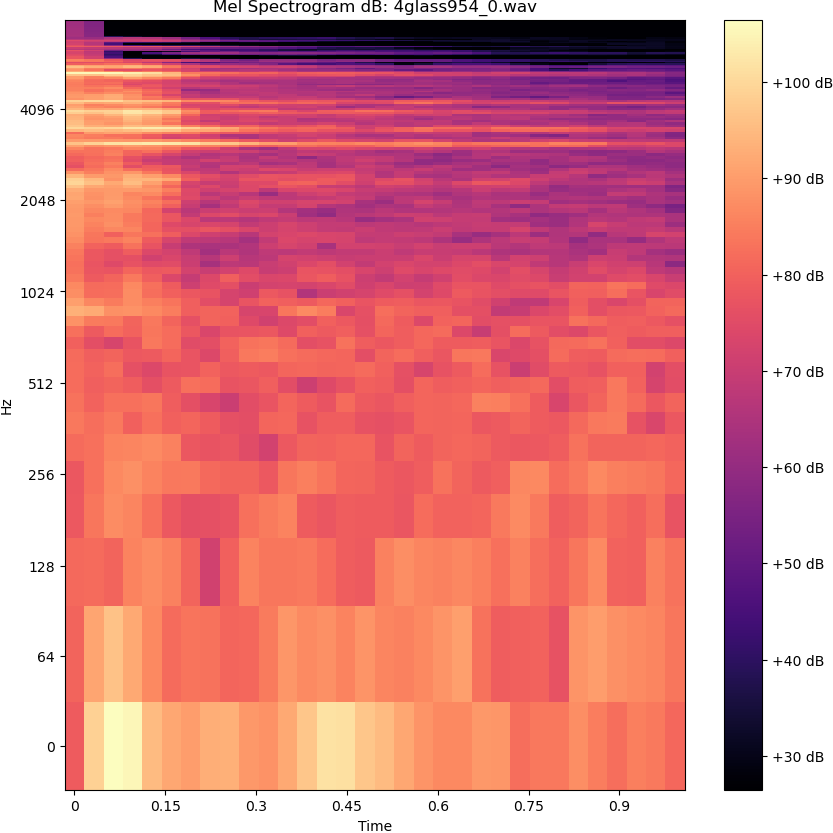 Mel Spectrogram dB: 4glass954_0.wav
Hz
4096
2048
1024
512
256
128
64
0
0 0.15 0.3 0.45 0.6 0.75 0.9
Time
+100 dB
+90 dB
+80 dB
+70 dB
+60 dB
+50 dB
+40 dB
+30 dB